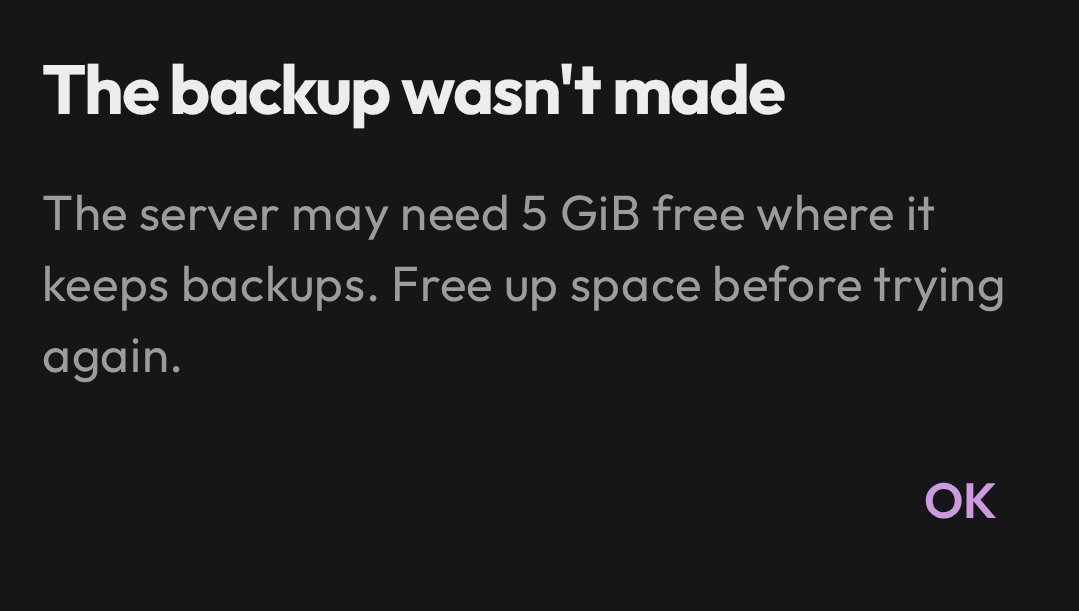 The backup wasn't made
The server may need 5 GiB free where it
keeps backups. Free up space before trying
again.
OK